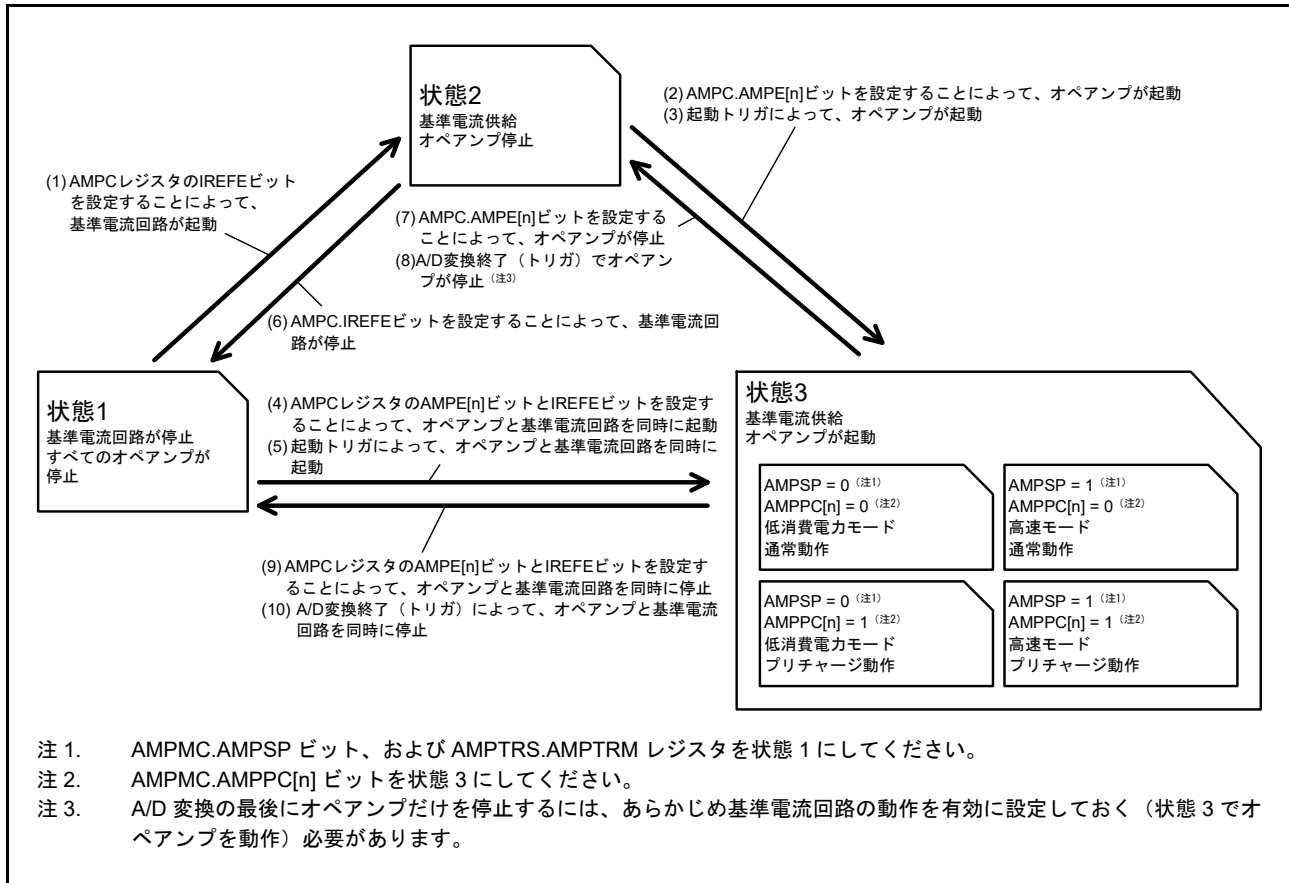 状態2
基準電流供給
オペアンプ停止
(2) AMPC.AMPE[n]ビットを設定することによって、オペアンプが起動
(3) 起動トリガによって、オペアンプが起動
(1) AMPCレジスタのIREFEビット
を設定することによって、
基準電流回路が起動
(7) AMPC.AMPE[n]ビットを設定する
ことによって、オペアンプが停止
(8)A/D変換終了（トリガ）でオペアン
プが停止（注3）
(6) AMPC.IREFEビットを設定することによって、基準電流回
路が停止
状態1
基準電流回路が停止
すべてのオペアンプが
停止
(4) AMPCレジスタのAMPE[n]ビットとIREFEビットを設定す
ることによって、オペアンプと基準電流回路を同時に起動
(5) 起動トリガによって、オペアンプと基準電流回路を同時に
起動
(9) AMPCレジスタのAMPE[n]ビットとIREFEビットを設定す
ることによって、オペアンプと基準電流回路を同時に停止
(10) A/D変換終了（トリガ）によって、オペアンプと基準電流
回路を同時に停止
状態3
基準電流供給
オペアンプが起動
AMPSP = 0（注1）
AMPPC[n] = 0（注2）
低消費電力モード
通常動作
AMPSP = 1（注1）
AMPPC[n] = 0（注2）
高速モード
通常動作
AMPSP = 0（注1）
AMPPC[n] = 1（注2）
低消費電力モード
プリチャージ動作
AMPSP = 1（注1）
AMPPC[n] = 1（注2）
高速モード
プリチャージ動作
注 1. AMPMC.AMPSP ビット、および AMPTRS.AMPTRM レジスタを状態 1 にしてください。
注 2. AMPMC.AMPPC[n] ビットを状態 3 にしてください。
注 3. A/D 変換の最後にオペアンプだけを停止するには、あらかじめ基準電流回路の動作を有効に設定しておく（状態 3 でオ
ペアンプを動作）必要があります。